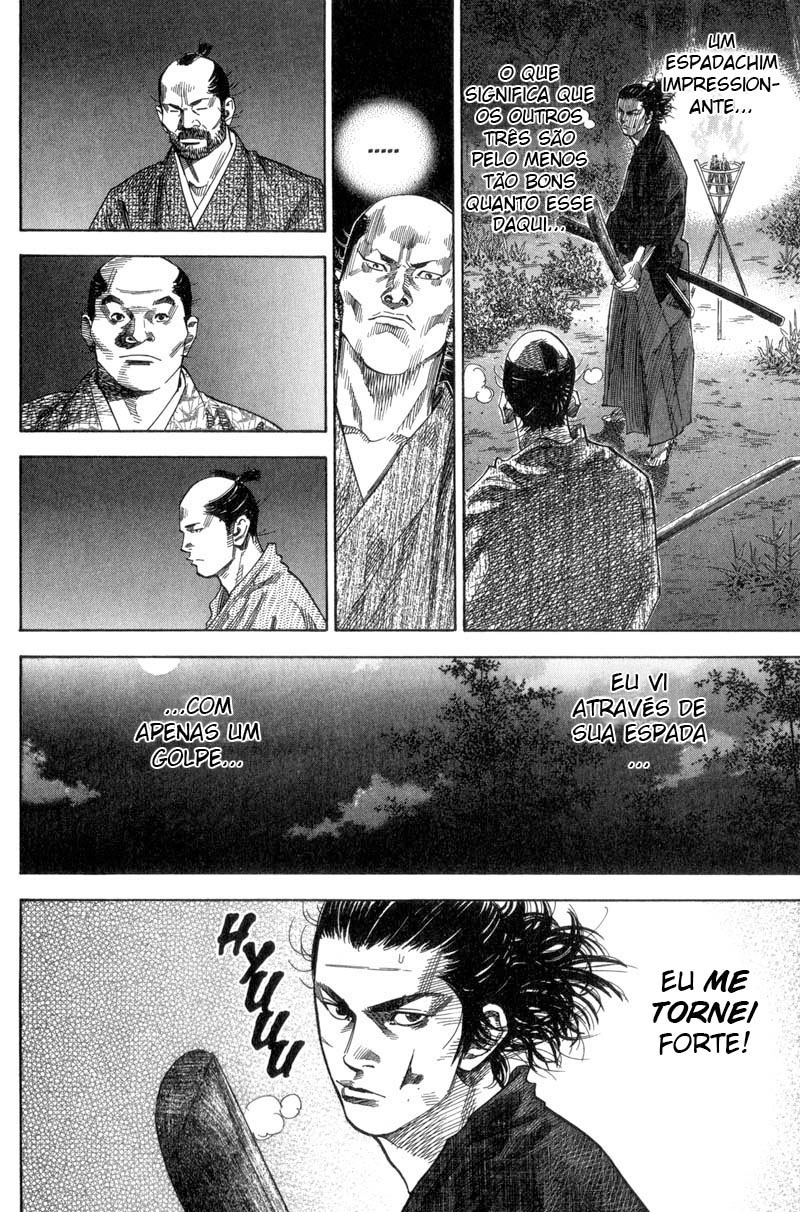 UM
ESPADACHIM
IMPRESSION-
ANTE...
O QUE
SIGNIFICA QUE
OS OUTROS
TRÊS SÃO
PELO MENOS
TÃO BONS
QUANTO ESSE
DAQUI...
.....
EU VI
ATRAVÉS DE
SUA ESPADA
...
...COM
APENAS UM
GOLPE...
EU ME
TORNEI
FORTE!
HYUUU